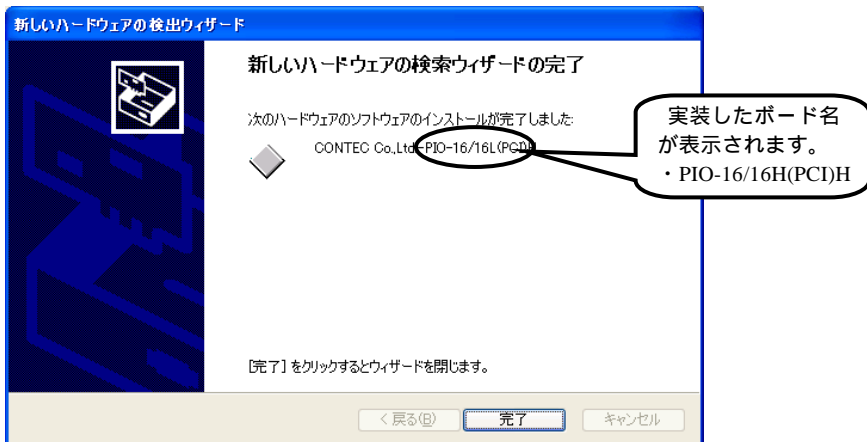 新しいハードウェアの検出ウィザード
新しいハードウェアの検索ウィザードの完了
次のハードウェアのソフトウェアのインストールが完了しました:
CONTEC Co.,Ltd.-PIO-16/16L(PCI)H
実装したボード名
が表示されます。
・PIO-16/16H(PCI)H
[完了] をクリックするとウィザードを閉じます。
< 戻る(B)
完了
キャンセル